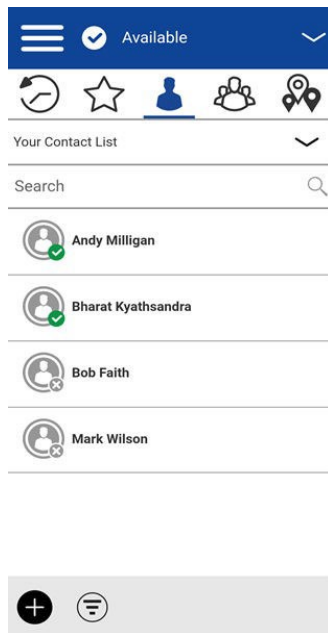 Available
Your Contact List
Search
Andy Milligan
Bharat Kyathsandra
Bob Faith
Mark Wilson